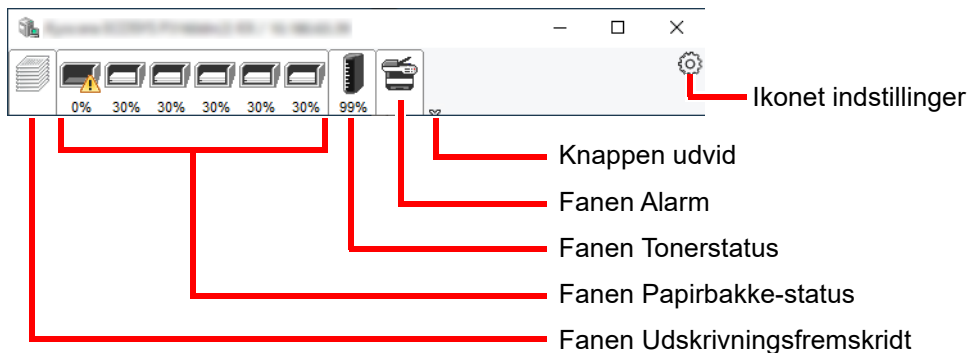 0% 30% 30% 30% 30% 30% 99%
Ikonet indstillinger
Knappen udvid
Fanen Alarm
Fanen Tonerstatus
Fanen Papirbakke-status
Fanen Udskrivningsfremskridt